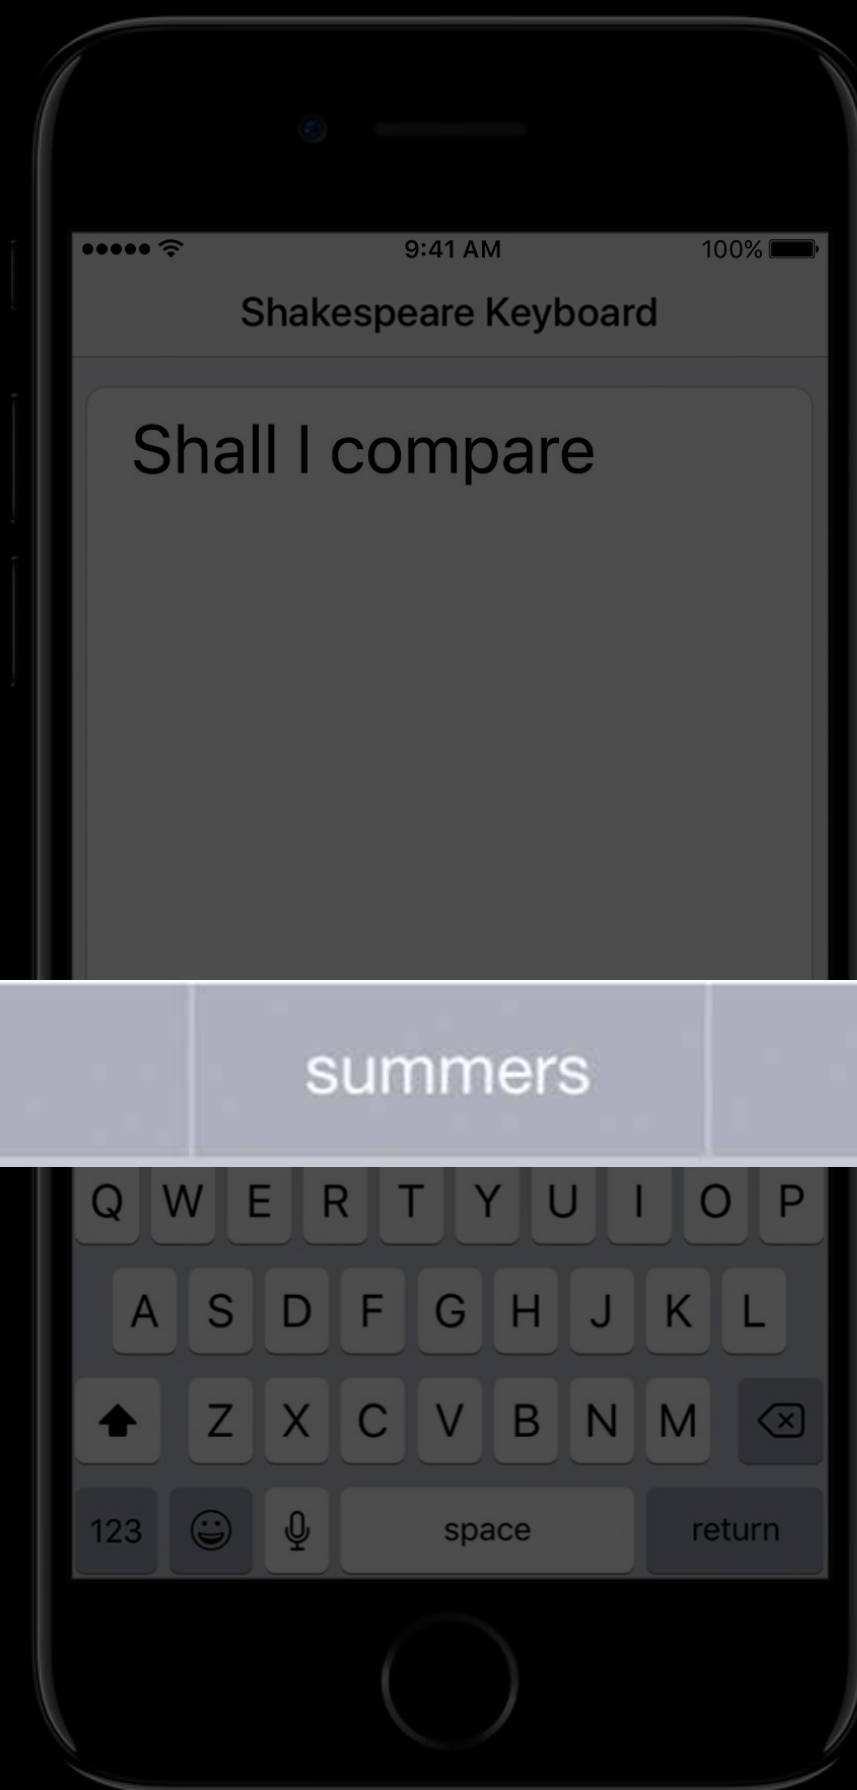 9:41 AM 100%
Shakespeare Keyboard
Shall I compare
summers
Q W E R T Y U I O P
A S D F G H J K L
Z X C V B N M
123 space return